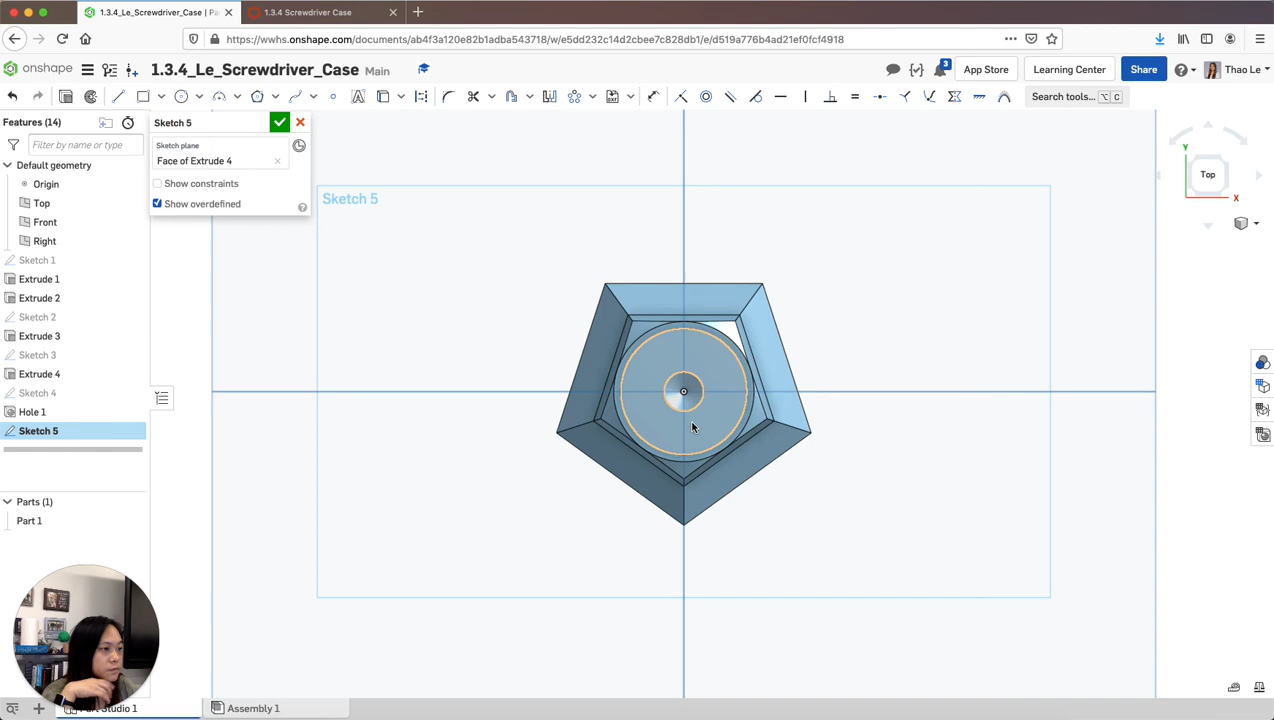 1.3.4_Le_Screwdriver_Case | Pa
1.3.4 Screwdriver Case
https://wwhs.onshape.com/documents/ab4f3a120e82b1adba543718/w/e5dd232c14d2cbee7c828db1/e/d519a776b4ad21ef0fcf4918
onshape
1.3.4_Le_Screwdriver_Case Main
3
App Store
Learning Center
Share
Thao Le
Search tools...
C
Features (14)
Filter by name or type
Default geometry
Origin
Top
Front
Right
Sketch 1
Extrude 1
Extrude 2
Sketch 2
Extrude 3
Sketch 3
Extrude 4
Sketch 4
Hole 1
Sketch 5
Parts (1)
Part 1
Sketch 5
Sketch plane
Face of Extrude 4
Show constraints
Show overdefined
Sketch 5
Y
Top
X
Part Studio 1
Assembly 1